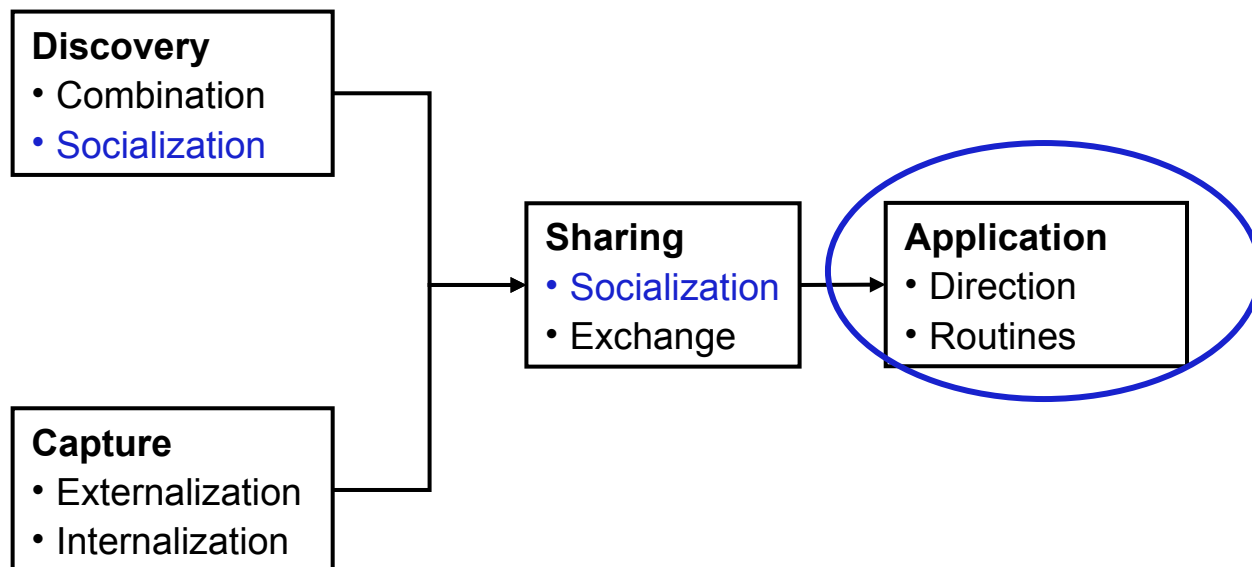 Discovery
• Combination
• Socialization
Sharing
• Socialization
• Exchange
Application
• Direction
• Routines
Capture
• Externalization
• Internalization